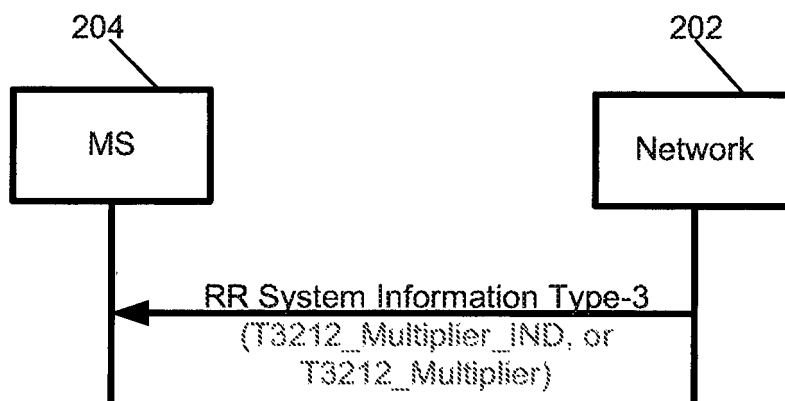 204
202
MS
Network
RR System Information Type-3
(T3212_Multiplier_IND, or
T3212_Multiplier)